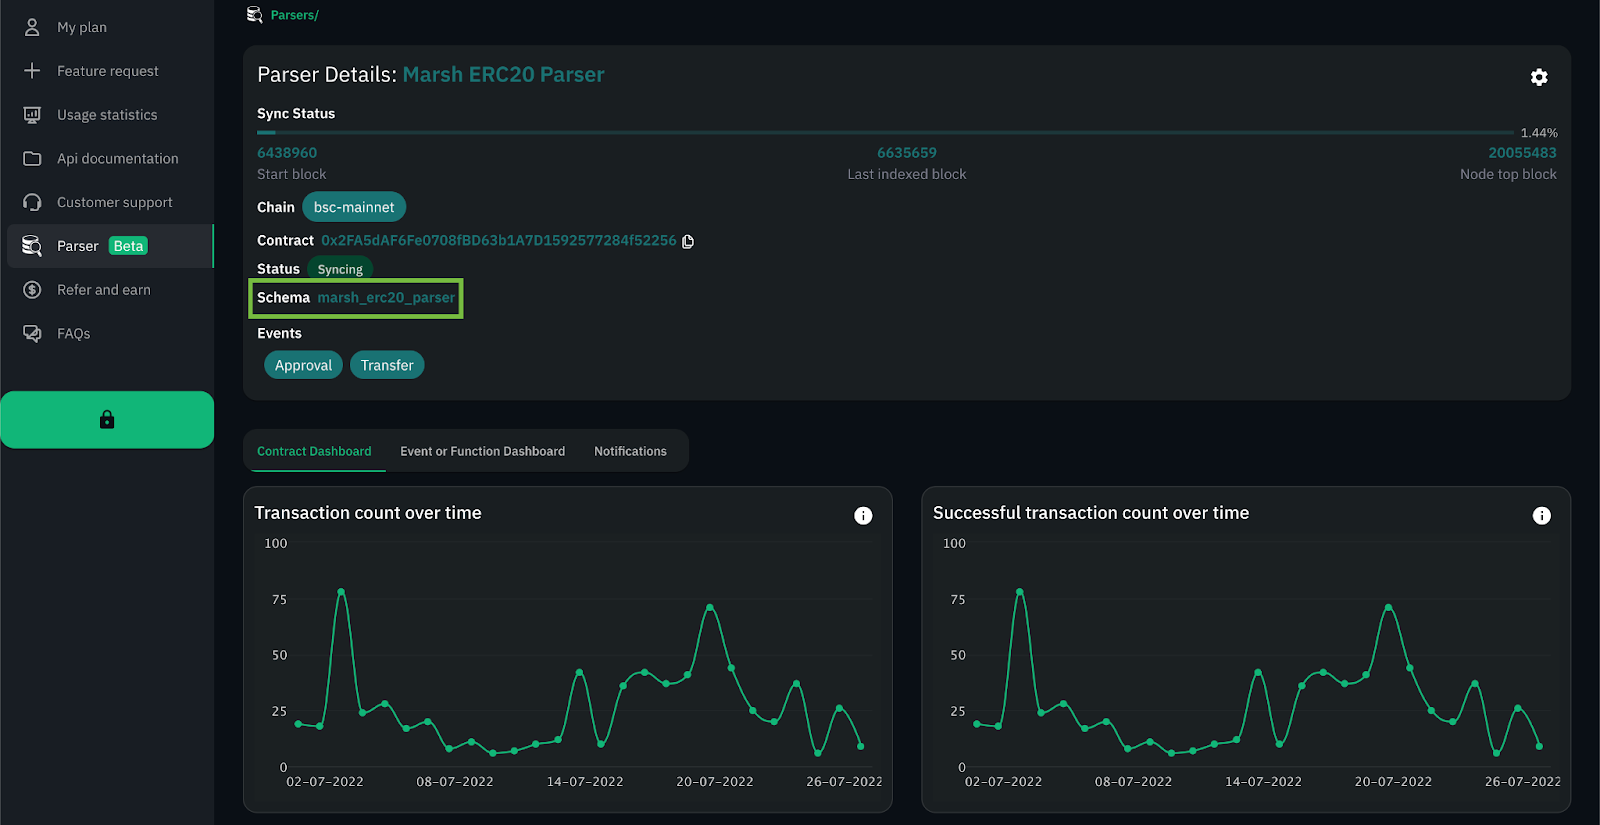 My plan
Feature request
Usage statistics
Api documentation
Customer support
Parser Beta
Refer and earn
FAQs
Parsers/
Parser Details: Marsh ERC20 Parser
Sync Status
1.44%
6438960 6635659 20055483
Start block Last indexed block Node top block
Chain bsc-mainnet
Contract 0x2FA5dAF6Fe0708fBD63b1A7D1592577284f52256
Status Syncing
Schema marsh_erc20_parser
Events
Approval Transfer
Contract Dashboard Event or Function Dashboard Notifications
Transaction count over time
100
75
50
25
0
02-07-2022 08-07-2022 14-07-2022 20-07-2022 26-07-2022
Successful transaction count over time
100
75
50
25
0
02-07-2022 08-07-2022 14-07-2022 20-07-2022 26-07-2022